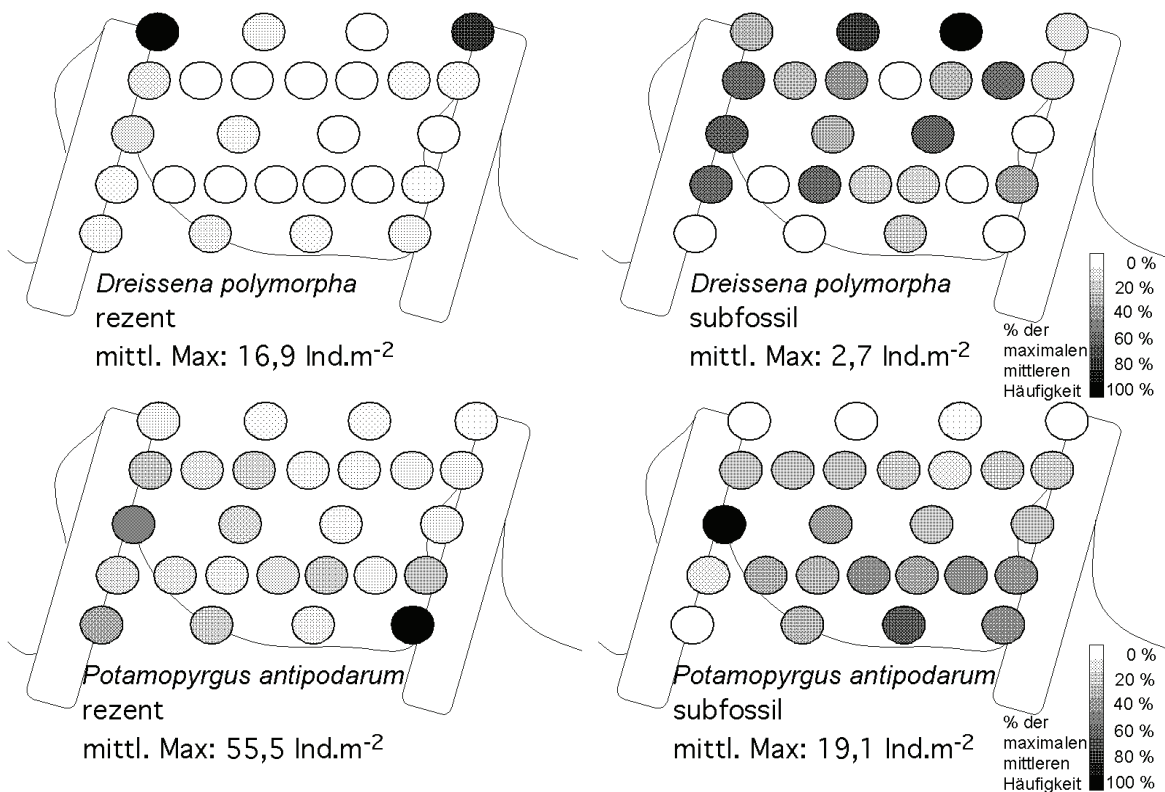 Dreissena polymorpha
rezent
mittl. Max: 16,9 Ind.m-2
Dreissena polymorpha
subfossil
mittl. Max: 2,7 Ind.m-2
% der
maximalen
mittleren
Häufigkeit
0 %
20 %
40 %
60 %
80 %
100 %
Potamopyrgus antipodarum
rezent
mittl. Max: 55,5 Ind.m-2
Potamopyrgus antipodarum
subfossil
mittl. Max: 19,1 Ind.m-2
% der
maximalen
mittleren
Häufigkeit
0 %
20 %
40 %
60 %
80 %
100 %